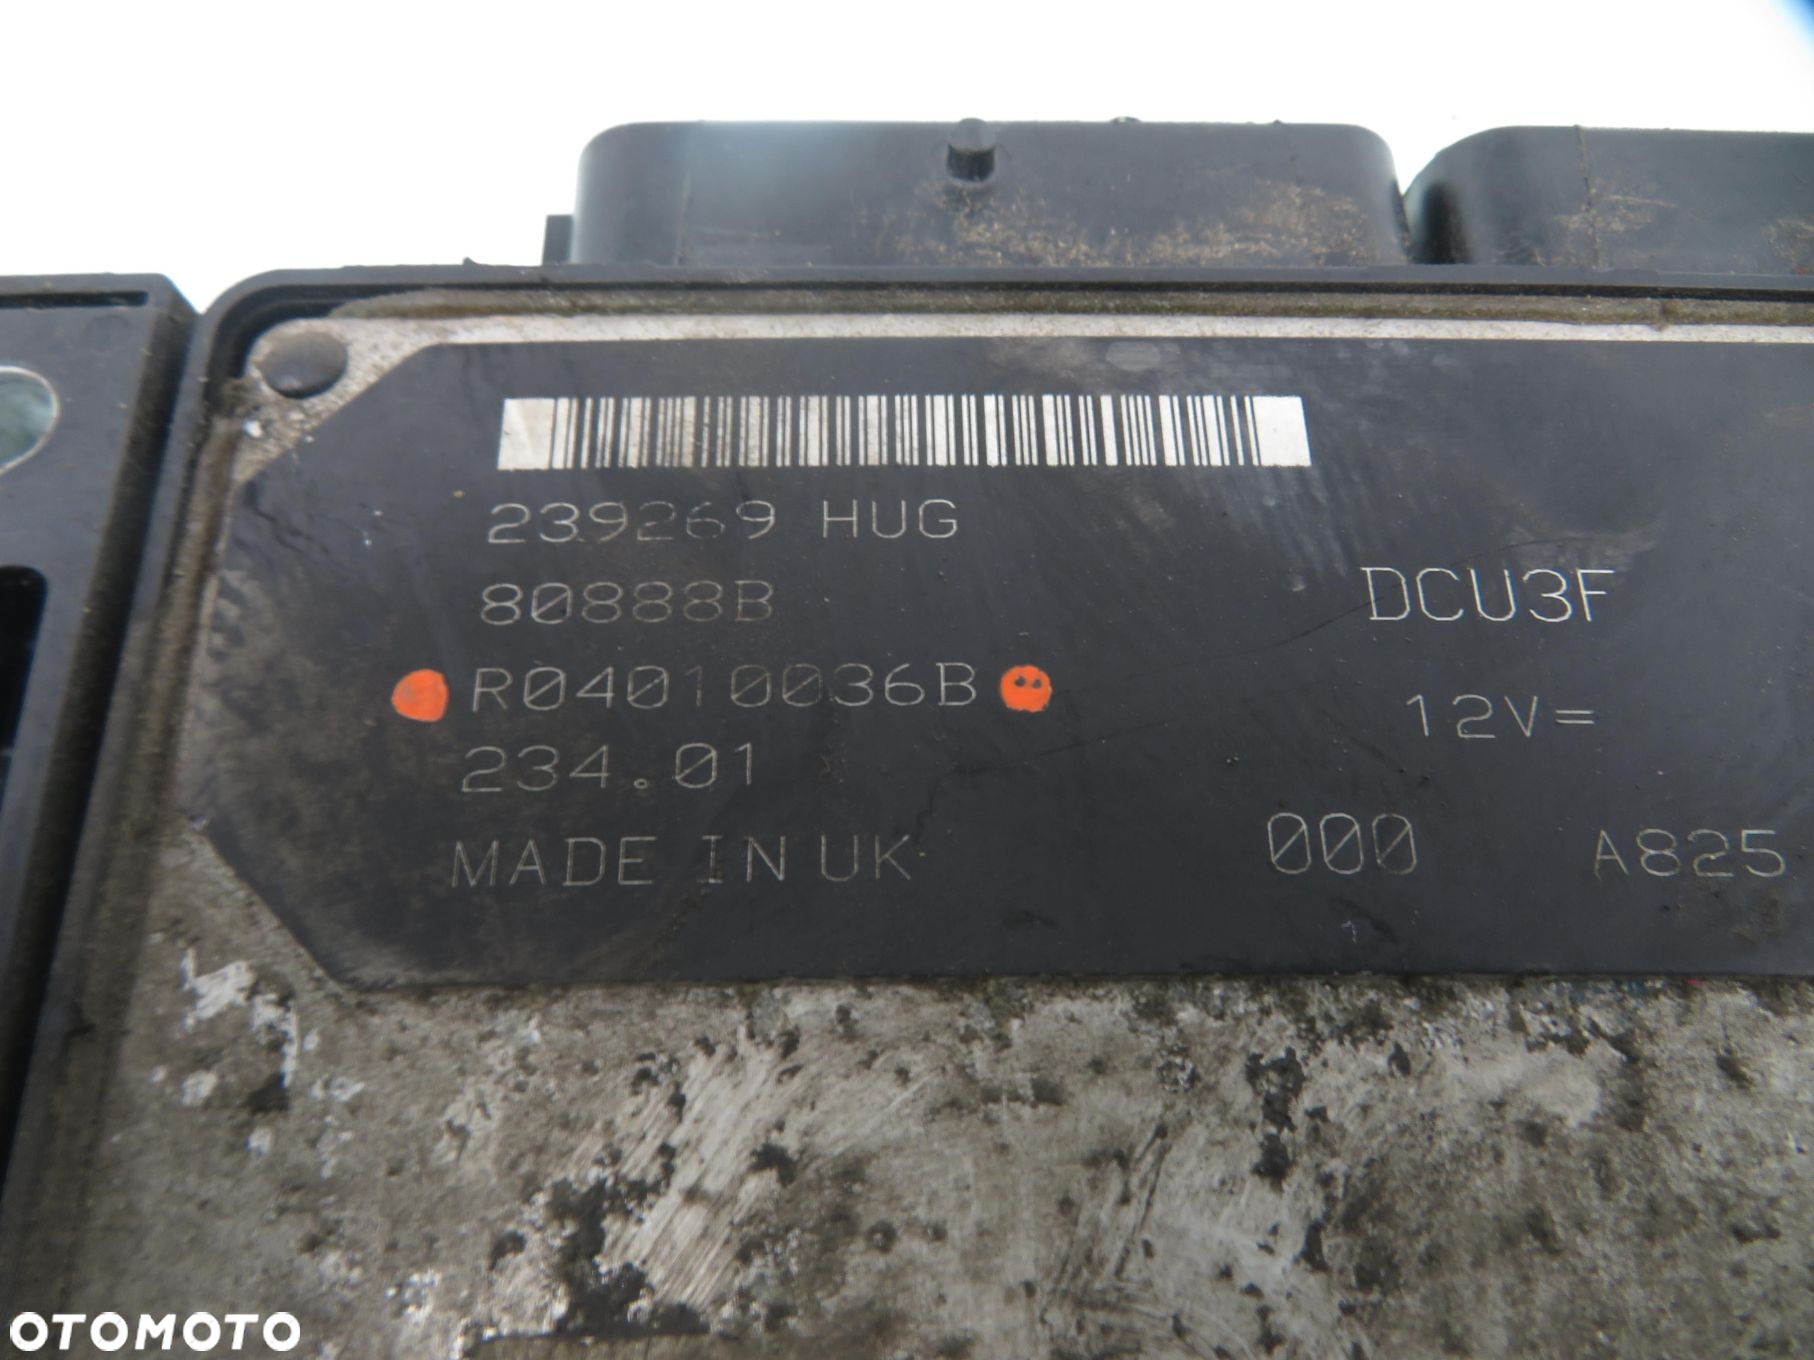 239269 HUG
80888B
DCU3F
R04010036B
12V=
234.01
MADE IN UK
000
A825
OTOMOTO